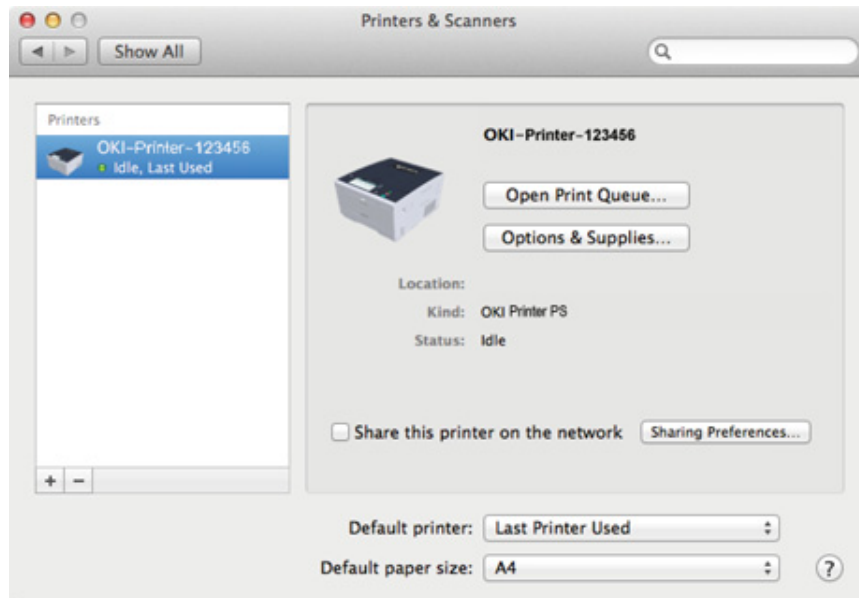 Printers & Scanners
Show All
Printers
OKI-Printer-123456
Idle, Last Used
OKI-Printer-123456
Open Print Queue...
Options & Supplies...
Location:
Kind: OKI Printer PS
Status: Idle
Share this printer on the network Sharing Preferences...
+ -
Default printer: Last Printer Used
Default paper size: A4 ?